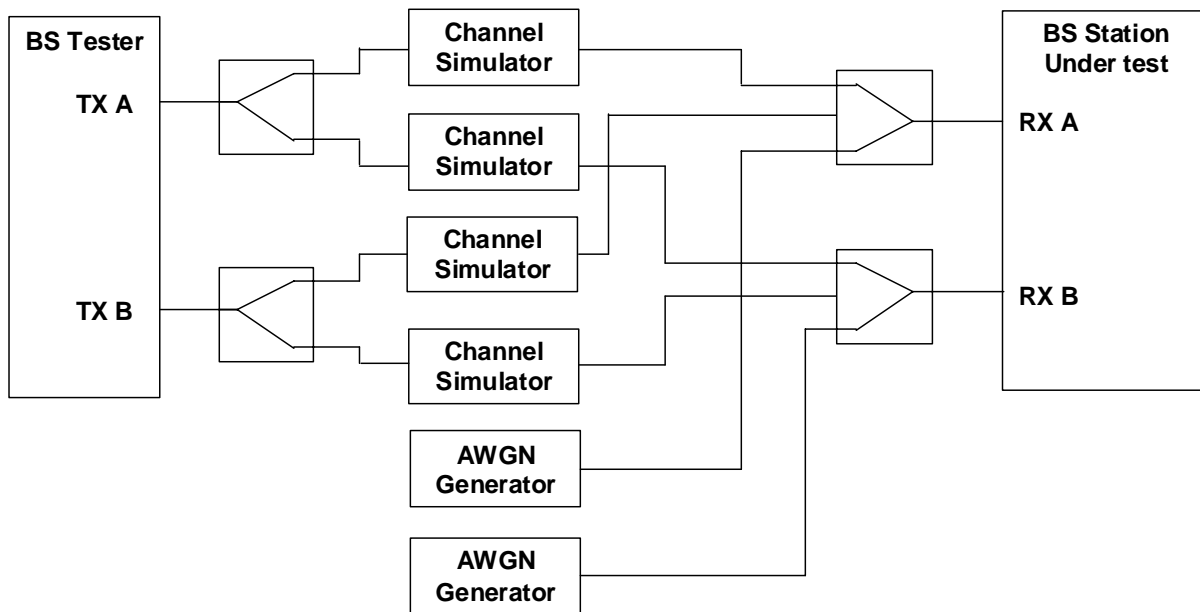 BS Tester
TX A
TX B
Channel
Simulator
Channel
Simulator
Channel
Simulator
Channel
Simulator
AWGN
Generator
AWGN
Generator
BS Station
Under test
RX A
RX B